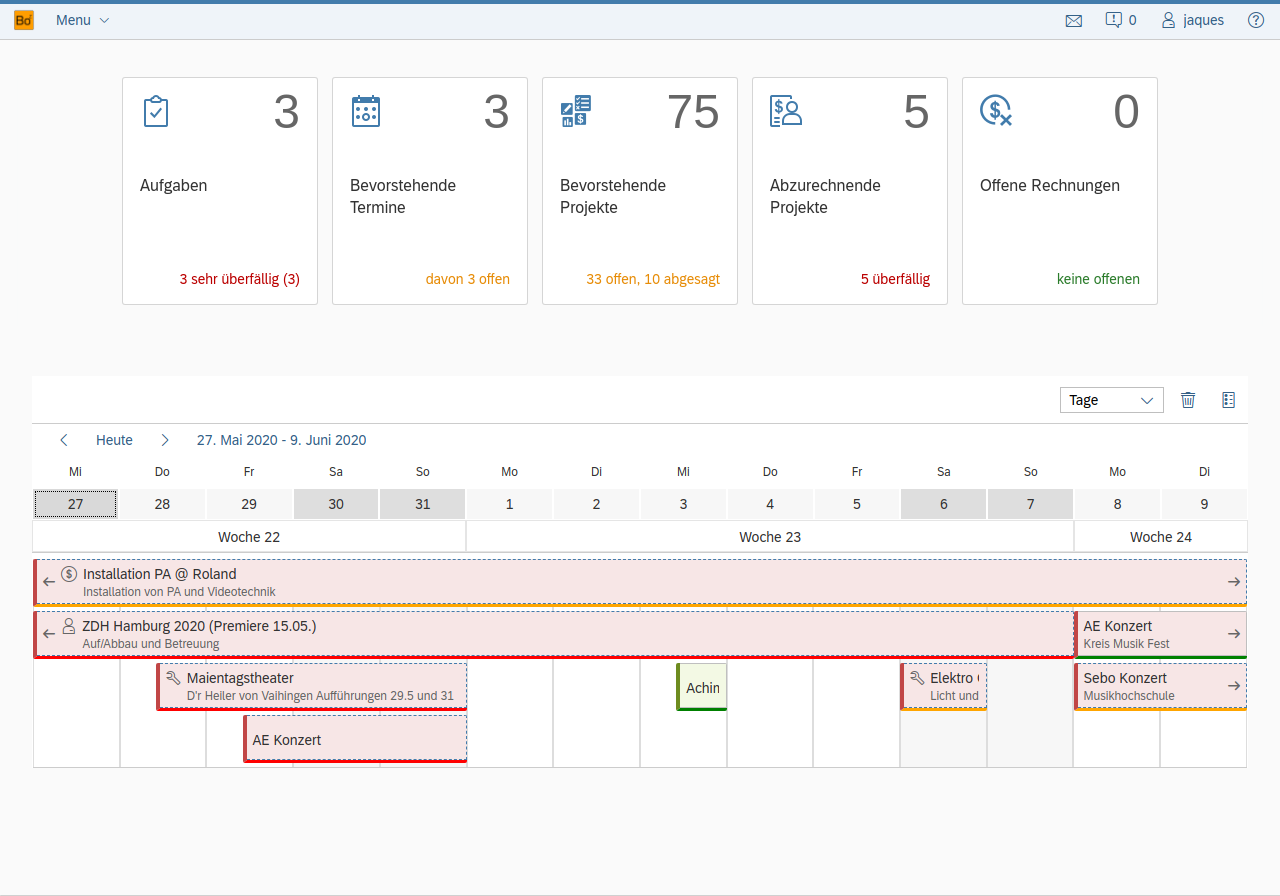 Bo
Menu
0
jaques
3
Aufgaben
3 sehr überfällig (3)
3
Bevorstehende
Termine
davon 3 offen
75
Bevorstehende
Projekte
33 offen, 10 abgesagt
5
Abzurechnende
Projekte
5 überfällig
0
Offene Rechnungen
keine offenen
Tage
Heute
27. Mai 2020 - 9. Juni 2020
Mi Do Fr Sa So Mo Di Mi Do Fr Sa So Mo Di
27 28 29 30 31 1 2 3 4 5 6 7 8 9
Woche 22 Woche 23 Woche 24
Installation PA @ Roland
Installation von PA und Videotechnik
ZDH Hamburg 2020 (Premiere 15.05.)
Auf/Abbau und Betreuung
AE Konzert
Kreis Musik Fest
Maientagstheater
D'r Heiler von Vaihingen Aufführungen 29.5 und 31
Achim
Elektro
Licht und
Sebo Konzert
Musikhochschule
AE Konzert